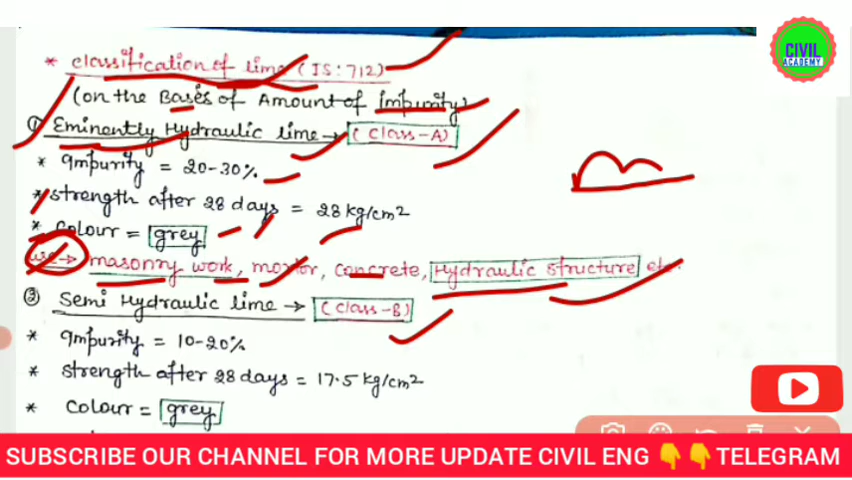 * classification of lime (IS:712)
(on the Bases of Amount of Impurity)
① Eminently Hydraulic lime → (Class-A)
* Impurity = 20-30%
* strength after 28 days = 28 kg/cm2
* colour = grey
use → masonry work, mortor, concrete, Hydraulic structure etc.
② Semi Hydraulic lime → (Class-B)
* Impurity = 10-20%
* strength after 28 days = 17.5 kg/cm2
* colour = grey
CIVIL
ACADEMY
SUBSCRIBE OUR CHANNEL FOR MORE UPDATE CIVIL ENG 👇👇TELEGRAM